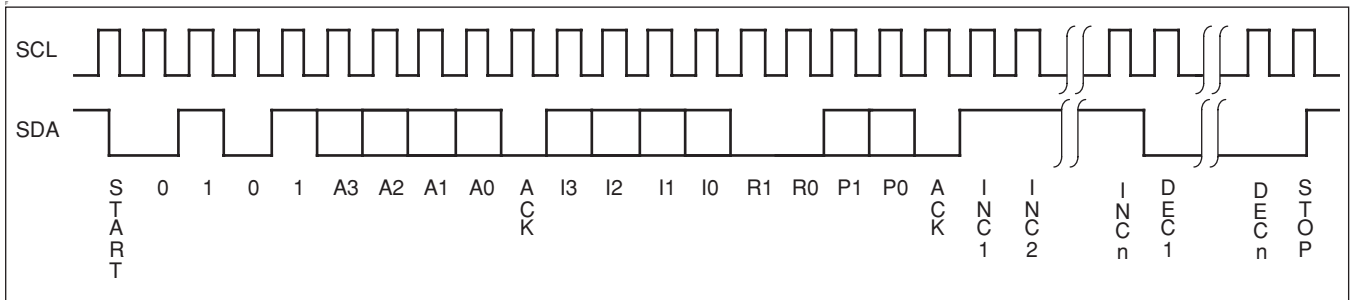 SCL
SDA
START 0 1 0 1 A3 A2 A1 A0 ACK I3 I2 I1 I0 R1 R0 P1 P0 ACK INC1 INC2 INCn DEC1 DECn STOP